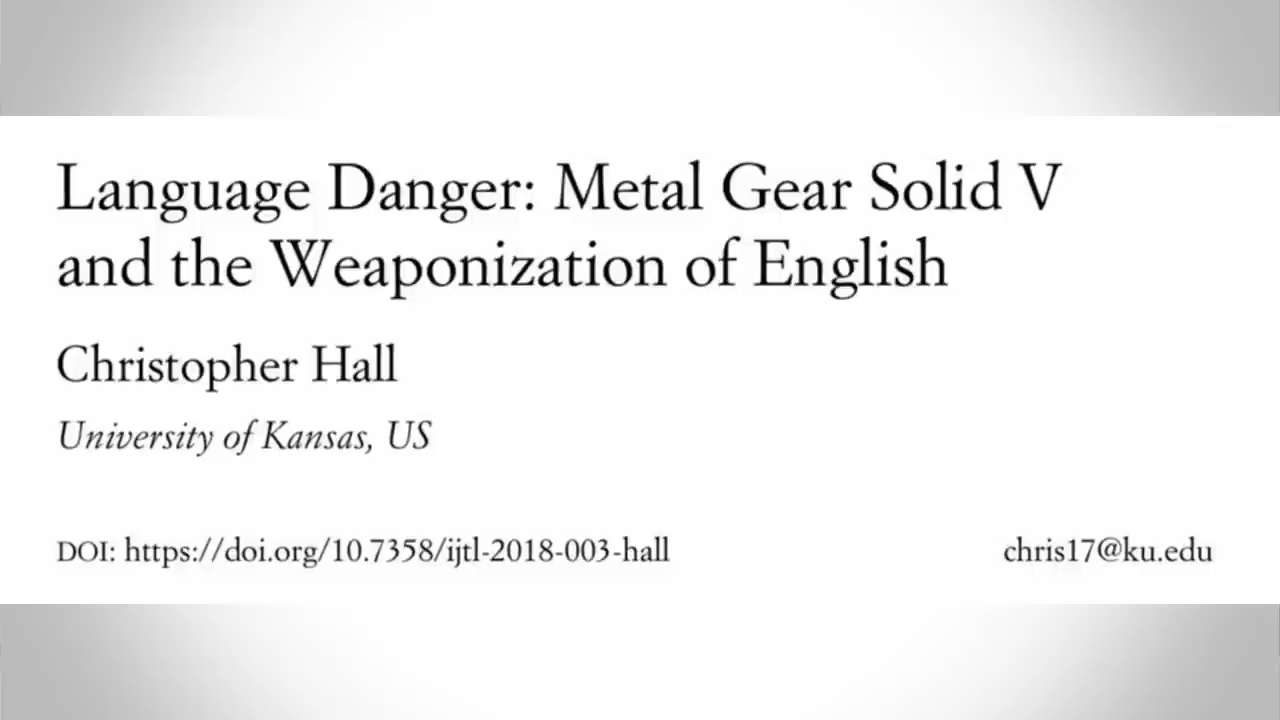 Language Danger: Metal Gear Solid V
and the Weaponization of English
Christopher Hall
University of Kansas, US
DOI: https://doi.org/10.7358/ijtl-2018-003-hall
chris17@ku.edu